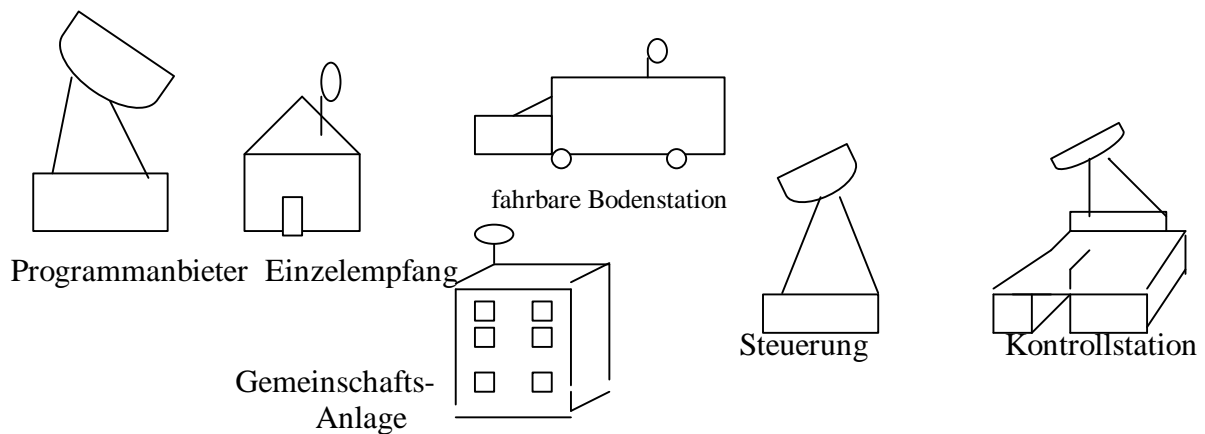 fahrbare Bodenstation
Programmanbieter
Einzelempfang
Steuerung
Kontrollstation
Gemeinschafts-
Anlage